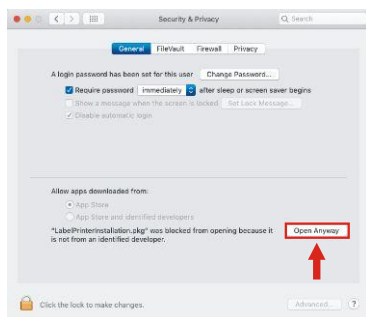 Security & Privacy
Search
General FileVault Firewall Privacy
A login password has been set for this user Change Password...
Require password immediately after sleep or screen saver begins
Show a message when the screen is locked Set Lock Message...
Disable automatic login
Allow apps downloaded from:
App Store
App Store and identified developers
"LabelPrinterInstallation.pkg" was blocked from opening because it Open Anyway
is not from an identified developer.
Click the lock to make changes. Advanced... ?